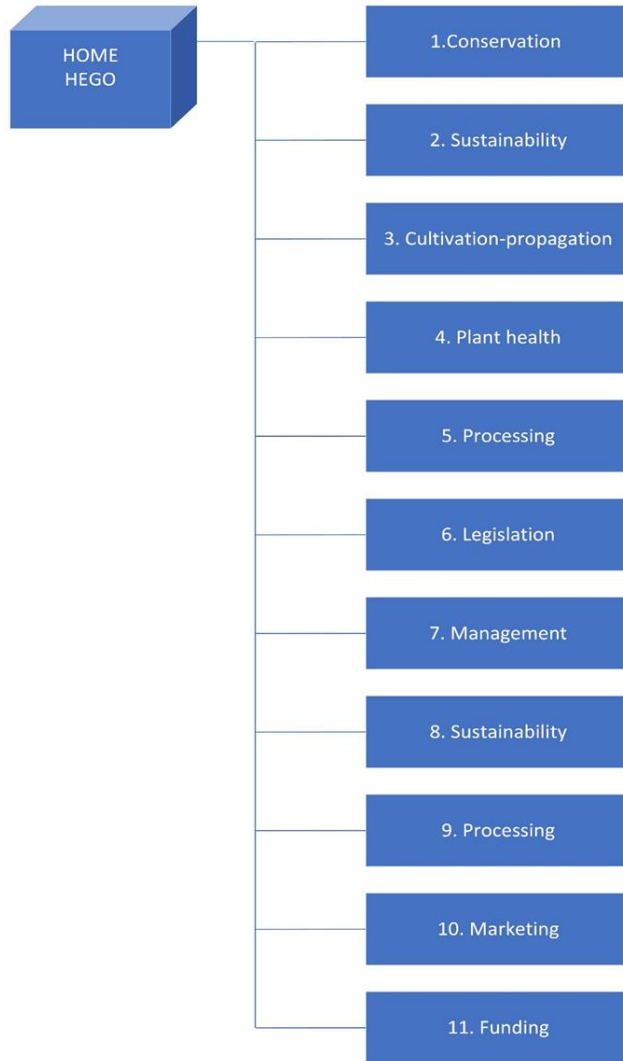 HOME
HEGO
1.Conservation
2. Sustainability
3. Cultivation-propagation
4. Plant health
5. Processing
6. Legislation
7. Management
8. Sustainability
9. Processing
10. Marketing
11. Funding